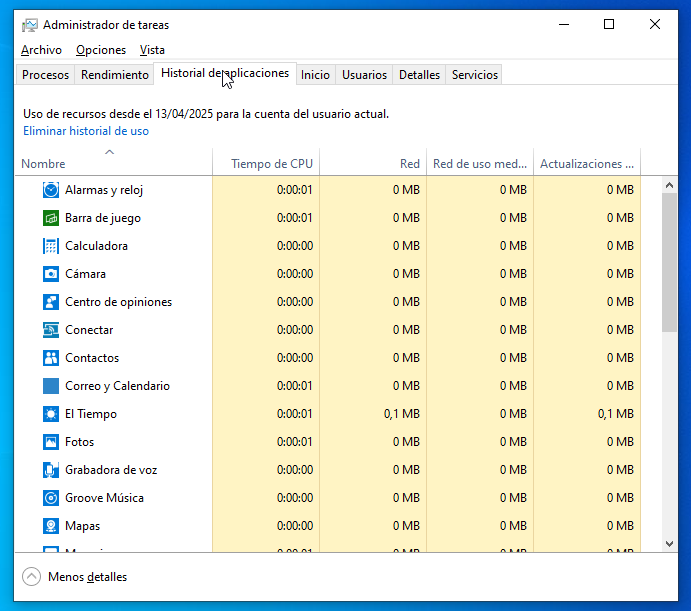 Administrador de tareas
Archivo Opciones Vista
Procesos Rendimiento Historial de aplicaciones Inicio Usuarios Detalles Servicios
Uso de recursos desde el 13/04/2025 para la cuenta del usuario actual.
Eliminar historial de uso
Nombre Tiempo de CPU Red Red de uso med... Actualizaciones ...
Alarmas y reloj 0:00:01 0 MB 0 MB 0 MB
Barra de juego 0:00:01 0 MB 0 MB 0 MB
Calculadora 0:00:00 0 MB 0 MB 0 MB
Cámara 0:00:00 0 MB 0 MB 0 MB
Centro de opiniones 0:00:00 0 MB 0 MB 0 MB
Conectar 0:00:00 0 MB 0 MB 0 MB
Contactos 0:00:00 0 MB 0 MB 0 MB
Correo y Calendario 0:00:01 0 MB 0 MB 0 MB
El Tiempo 0:00:01 0,1 MB 0 MB 0,1 MB
Fotos 0:00:01 0 MB 0 MB 0 MB
Grabadora de voz 0:00:00 0 MB 0 MB 0 MB
Groove Música 0:00:00 0 MB 0 MB 0 MB
Mapas 0:00:00 0 MB 0 MB 0 MB
Menos detalles